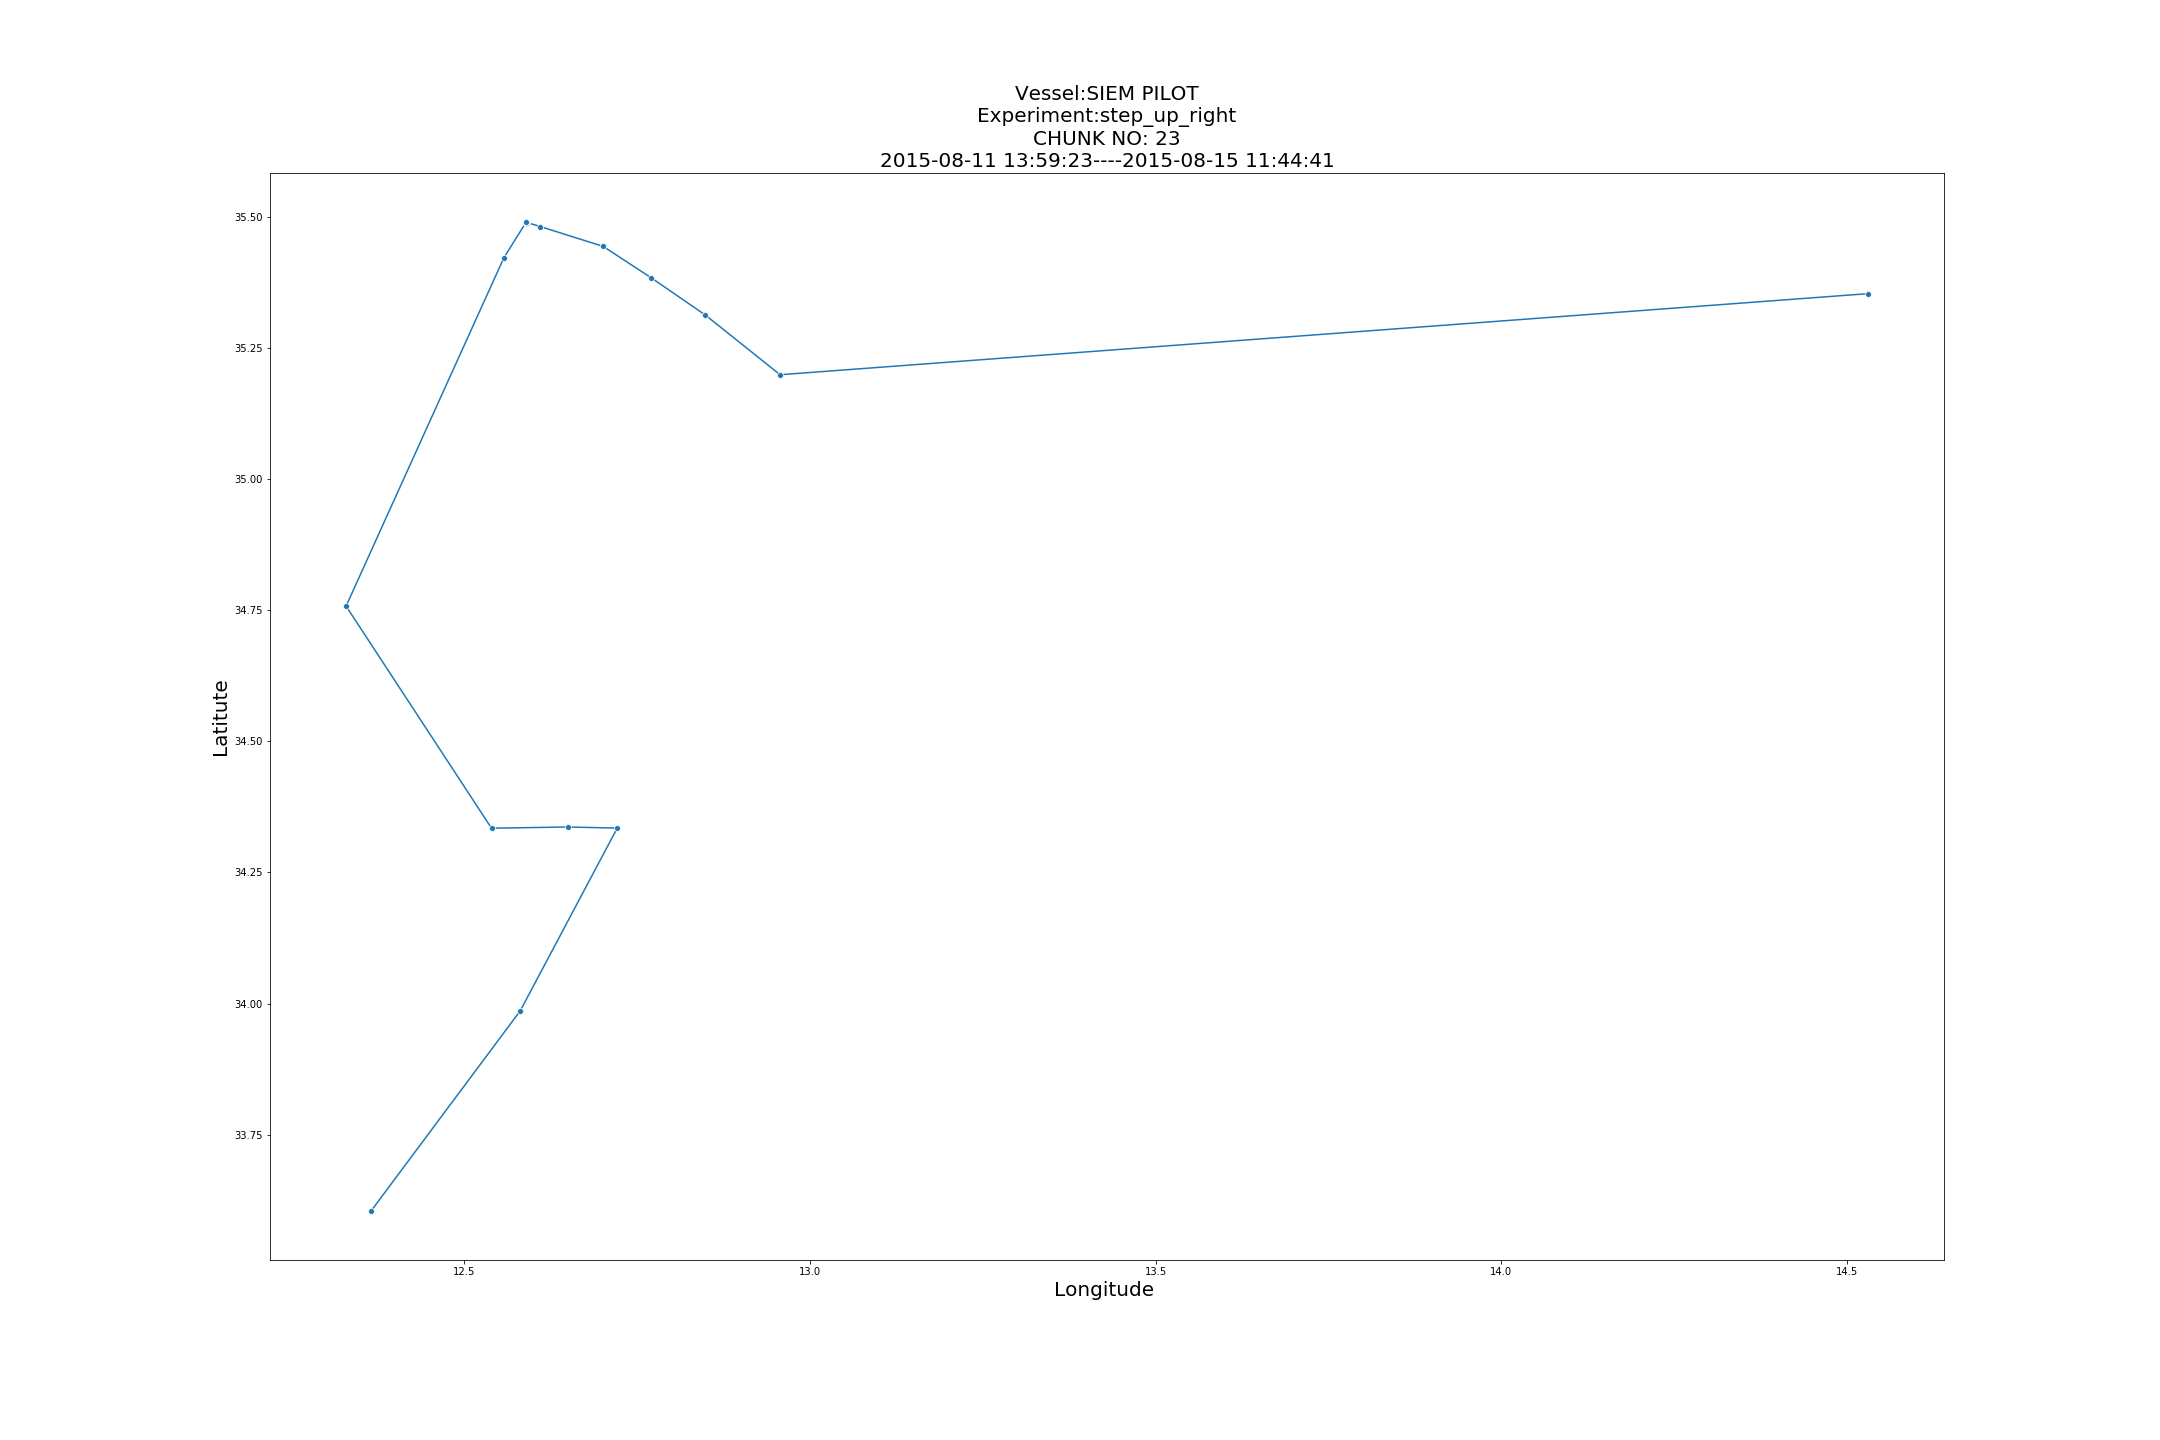 Vessel:SIEM PILOT
Experiment:step_up_right
CHUNK NO: 23
2015-08-11 13:59:23----2015-08-15 11:44:41
35.50
35.25
35.00
34.75
34.50
34.25
34.00
33.75
Latitute
12.5 13.0 13.5 14.0 14.5
Longitude